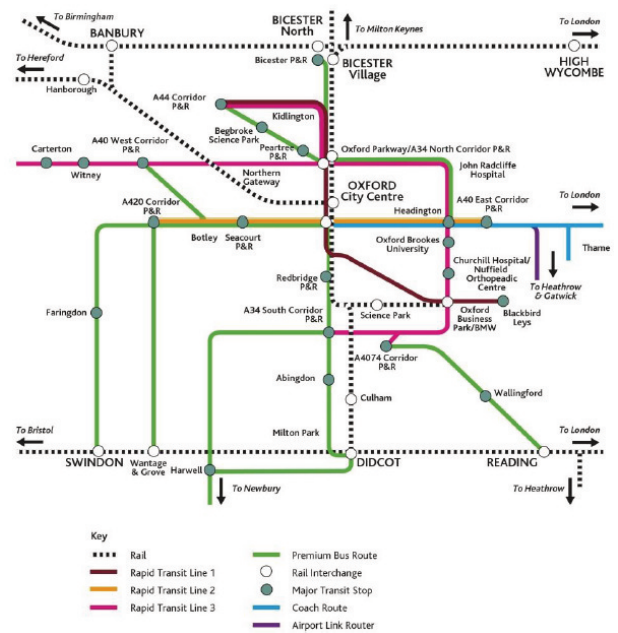 To Birmingham
BANBURY
BICESTER
North
To Milton Keynes
To London
To Hereford
Bicester P&R
BICESTER
Village
HIGH
WYCOMBE
Hanborough
A44 Corridor
P&R
Kidlington
Begbroke
Science Park
Peartree
P&R
Carterton
A40 West Corridor
P&R
Oxford Parkway/A34 North Corridor P&R
Witney
Northern
Gateway
John Radcliffe
Hospital
OXFORD
City Centre
A420 Corridor
P&R
Headington
A40 East Corridor
P&R
To London
Botley
Seacourt
P&R
Oxford Brookes
University
Thame
Churchill Hospital/
Nuffield
Orthopeadic
Centre
To Heathrow
& Gatwick
Redbridge
P&R
Faringdon
A34 South Corridor
P&R
Science Park
Oxford
Business
Park/BMW
Blackbird
Leys
A4074 Corridor
P&R
Abingdon
Culham
Wallingford
To Bristol
Milton Park
To London
SWINDON
Wantage
& Grove
Harwell
DIDCOT
READING
To Newbury
To Heathrow
Key
Rail
Premium Bus Route
Rapid Transit Line 1
Rail Interchange
Rapid Transit Line 2
Major Transit Stop
Rapid Transit Line 3
Coach Route
Airport Link Router